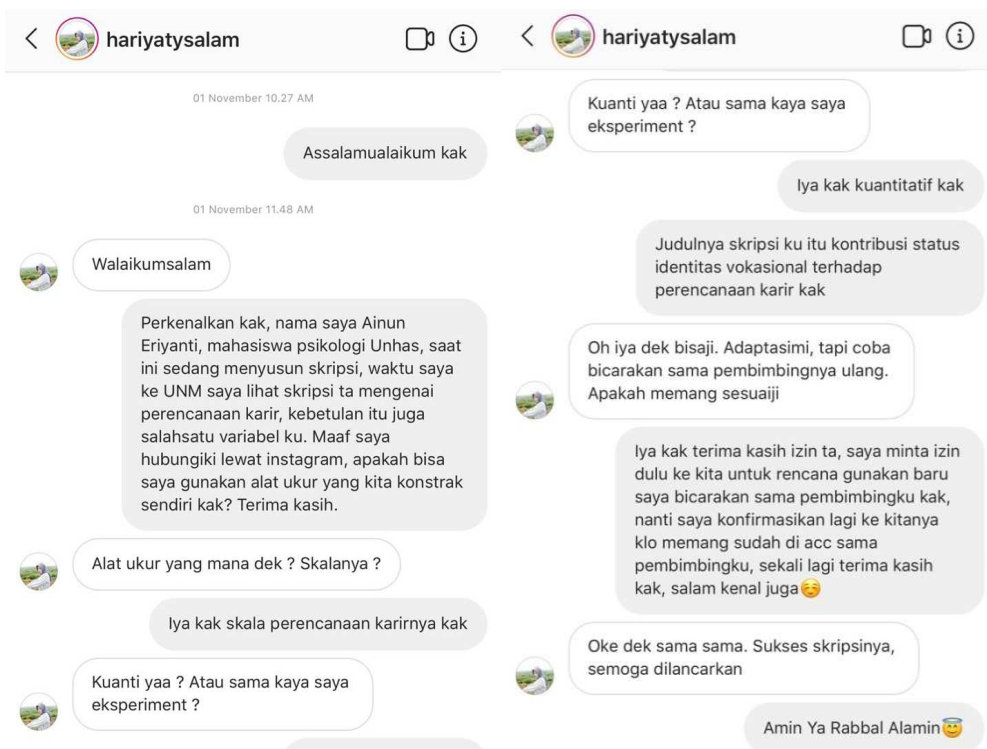 hariyatysalam
01 November 10.27 AM
Assalamualaikum kak
01 November 11.48 AM
Walaikumsalam
Perkenalkan kak, nama saya Ainun
Eriyanti, mahasiswa psikologi Unhas, saat
ini sedang menyusun skripsi, waktu saya
ke UNM saya lihat skripsi ta mengenai
perencanaan karir, kebetulan itu juga
salahsatu variabel ku. Maaf saya
hubungiki lewat instagram, apakah bisa
saya gunakan alat ukur yang kita konstrak
sendiri kak? Terima kasih.
Alat ukur yang mana dek ? Skalanya ?
Iya kak skala perencanaan karirnya kak
Kuanti yaa ? Atau sama kaya saya
eksperiment ?
hariyatysalam
Kuanti yaa ? Atau sama kaya saya
eksperiment ?
Iya kak kuantitatif kak
Judulnya skripsi ku itu kontribusi status
identitas vokasional terhadap
perencanaan karir kak
Oh iya dek bisaji. Adaptasimi, tapi coba
bicarakan sama pembimbingnya ulang.
Apakah memang sesuaiji
Iya kak terima kasih izin ta, saya minta izin
dulu ke kita untuk rencana gunakan baru
saya bicarakan sama pembimbingku kak,
nanti saya konfirmasikan lagi ke kitanya
klo memang sudah di acc sama
pembimbingku, sekali lagi terima kasih
kak, salam kenal juga☺️
Oke dek sama sama. Sukses skripsinya,
semoga dilancarkan
Amin Ya Rabbal Alamin😇